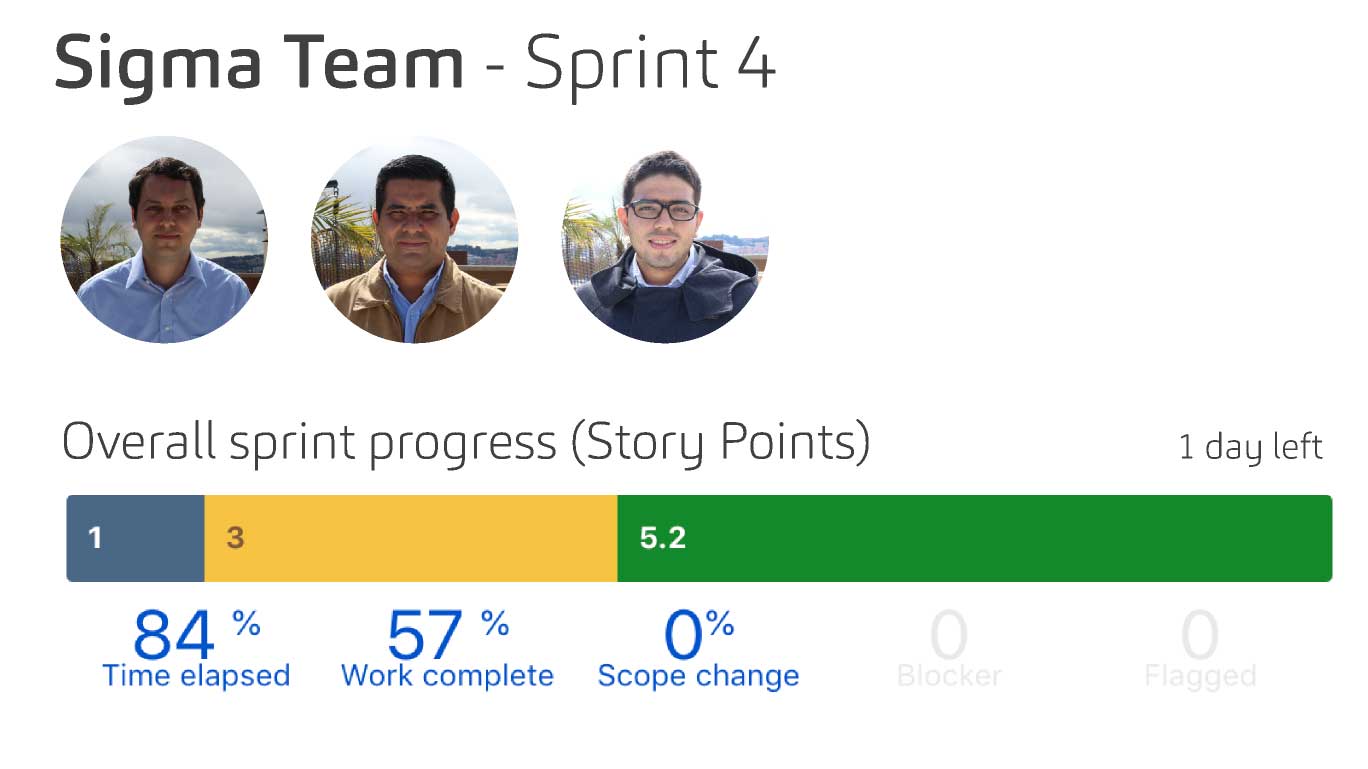 Sigma Team - Sprint 4
Overall sprint progress (Story Points)
1 day left
1
3
5.2
84 %
57 %
0%
0
0
Time elapsed
Work complete
Scope change
Blocker
Flagged